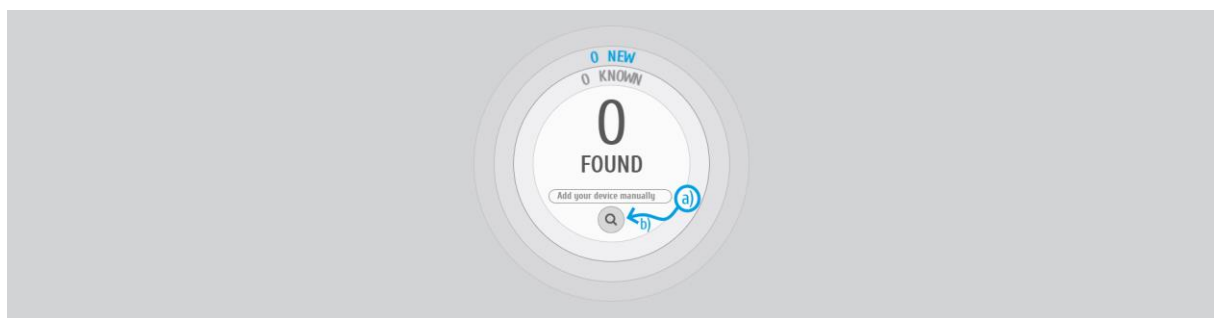 0 NEW
0 KNOWN
0
FOUND
Add your device manually
a)
b)